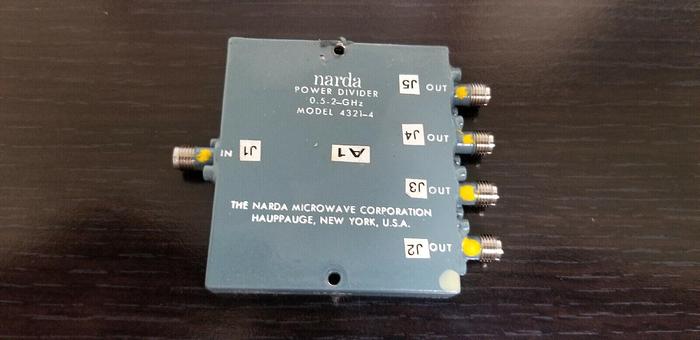 narda
POWER DIVIDER
0.5-2-GHz
MODEL 4321-4
J5 OUT
J4 OUT
IN J1
A1
J3 OUT
THE NARDA MICROWAVE CORPORATION
HAUPPAUGE, NEW YORK, U.S.A.
J2 OUT